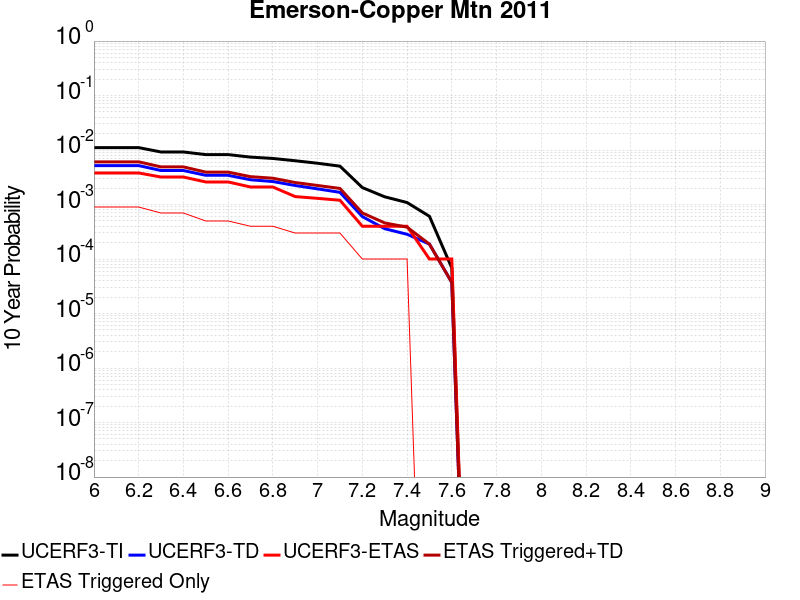 Emerson-Copper Mtn 2011
10 Year Probability
10^0
10^-1
10^-2
10^-3
10^-4
10^-5
10^-6
10^-7
10^-8
6 6.2 6.4 6.6 6.8 7 7.2 7.4 7.6 7.8 8 8.2 8.4 8.6 8.8 9
Magnitude
UCERF3-TI UCERF3-TD UCERF3-ETAS ETAS Triggered+TD
ETAS Triggered Only